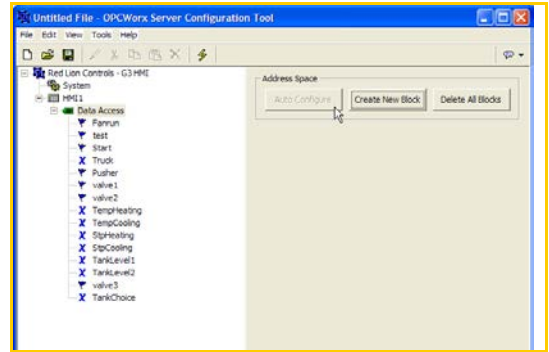 Untitled File - OPCWorx Server Configuration Tool
File Edit View Tools Help
Red Lion Controls - G3 HMI
System
HMI1
Data Access
Fanrun
test
Start
Truck
Pusher
valve1
valve2
TempHeating
TempCooling
StpHeating
StpCooling
TankLevel1
TankLevel2
valve3
TankChoice
Address Space
Auto Configure Create New Block Delete All Blocks